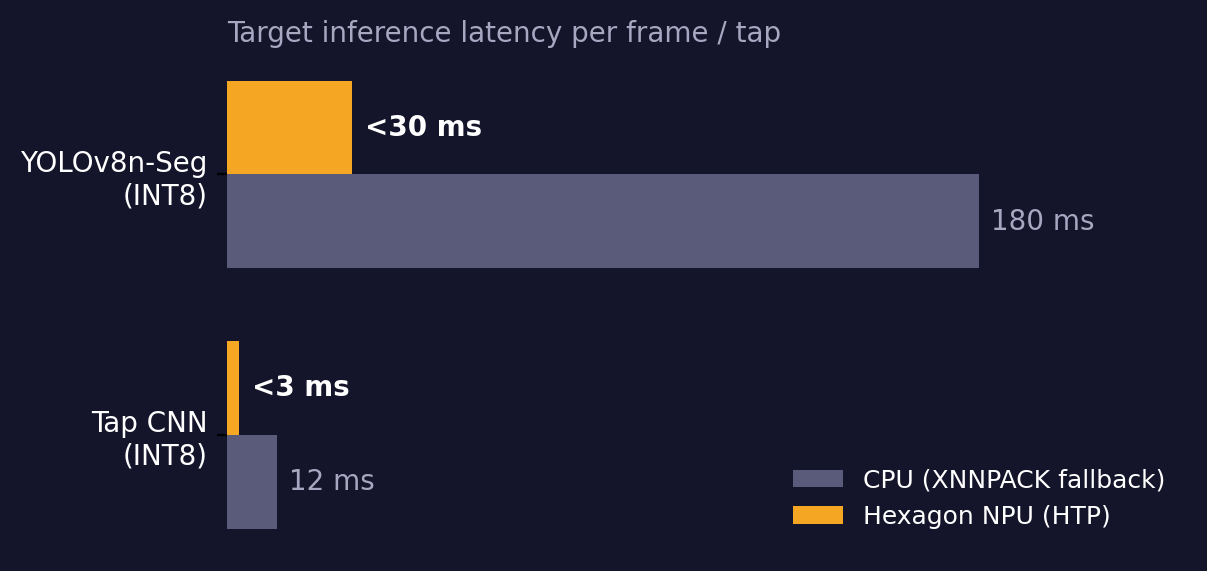 Target inference latency per frame / tap
<30 ms
YOLOv8n-Seg
(INT8)
180 ms
<3 ms
Tap CNN
(INT8)
12 ms
CPU (XNNPACK fallback)
Hexagon NPU (HTP)